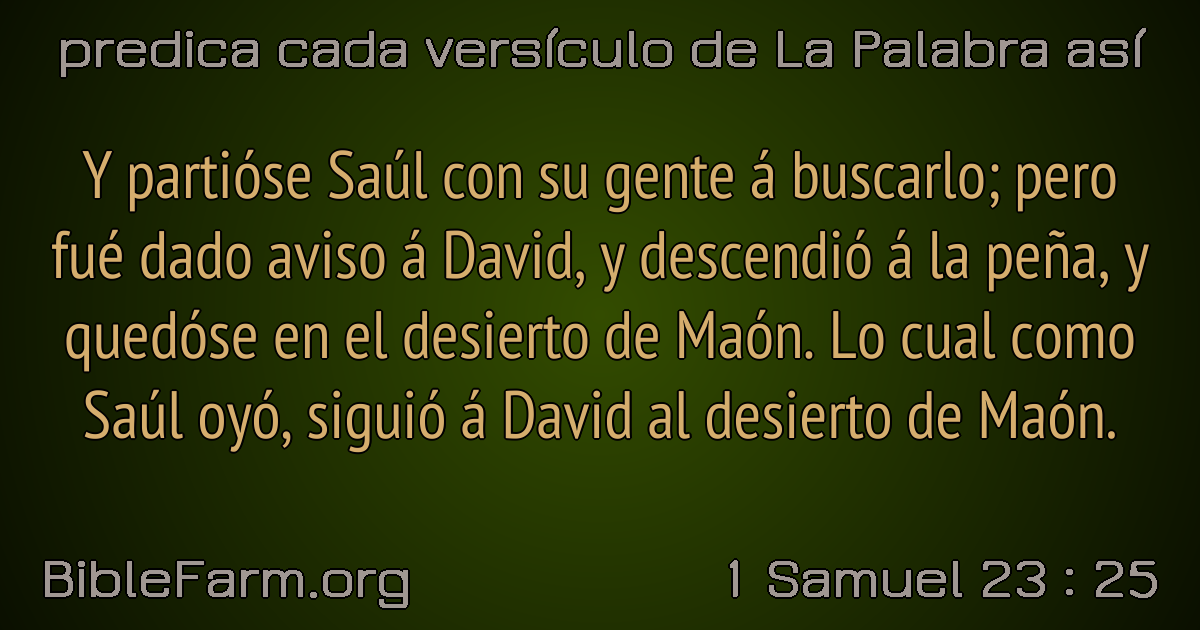 predica cada versículo de La Palabra así
Y partióse Saúl con su gente á buscarlo; pero
fué dado aviso á David, y descendió á la peña, y
quedóse en el desierto de Maón. Lo cual como
Saúl oyó, siguió á David al desierto de Maón.
BibleFarm.org
1 Samuel 23 : 25